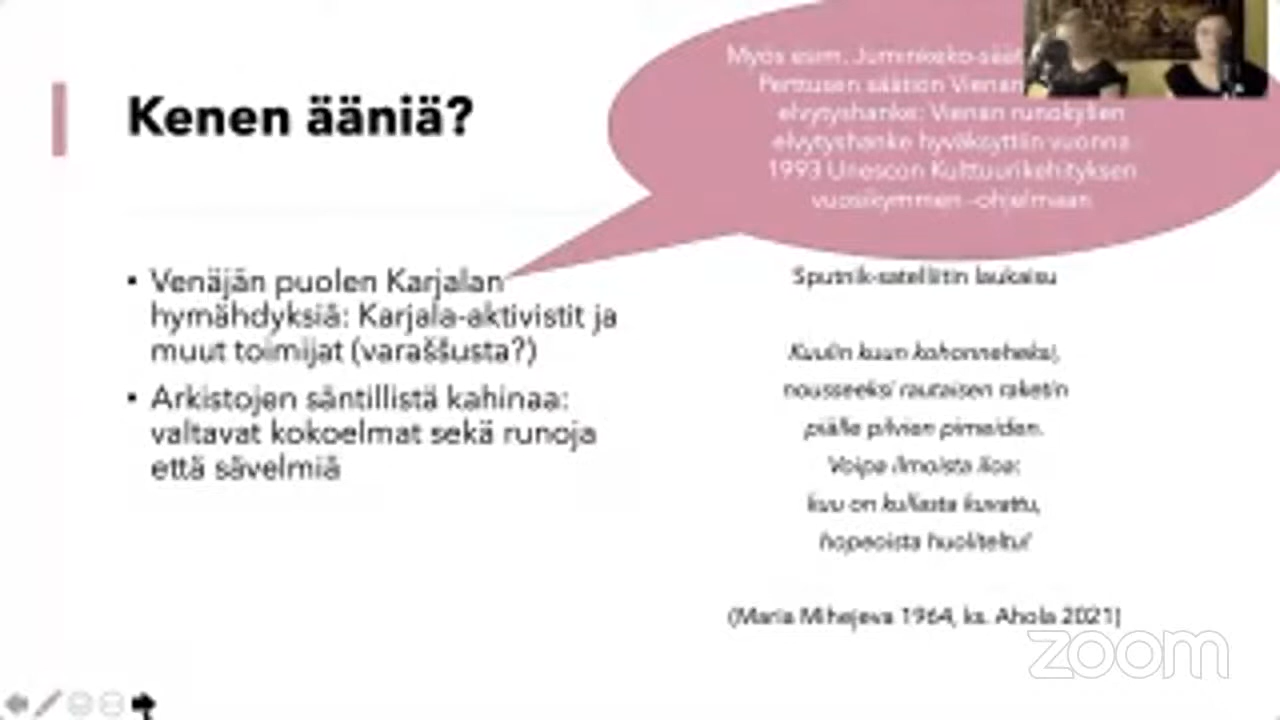 Kenen ääniä?
Myös esim. Juminkeko-säät
Perttusen säätiön Vienan
elvytyshanke: Vienan runokylien
elvytyshanke hyväksyttiin vuonna
1993 Unescon Kulttuurikehityksen
vuosikymmen -ohjelmaan
▪ Venäjän puolen Karjalan
hymähdyksiä: Karjala-aktivistit ja
muut toimijat (varaššusta?)
▪ Arkistojen säntillistä kahinaa:
valtavat kokoelmat sekä runoja
että sävelmiä
Sputnik-satelliitin laukaisu
Kuulin kuun kohonneheksi,
nousseeksi rautaisen raketin
piälle pilvien pimeiden.
Voipa ilmoista iloa:
kuu on kullasta kuvattu,
hopeoista huoliteltu!
(Maria Mihejeva 1964, ks. Ahola 2021)
zoom